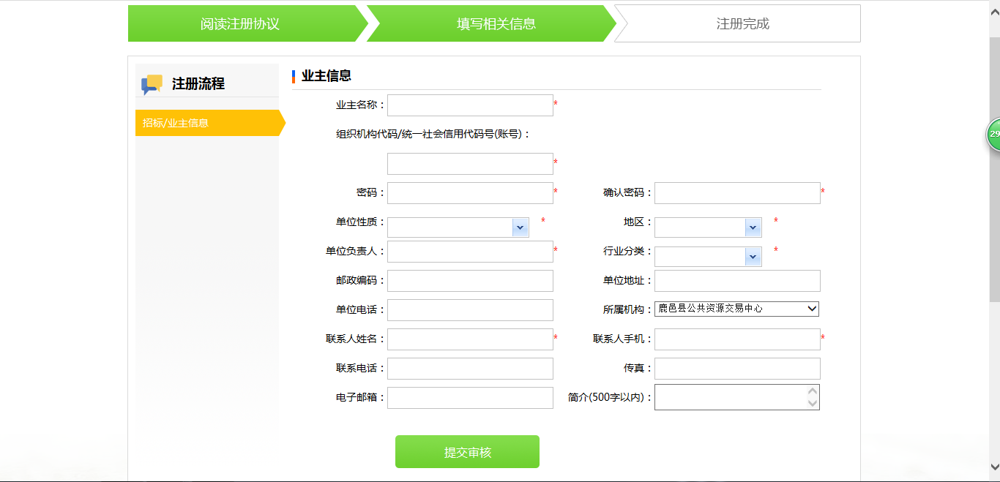 阅读注册协议 填写相关信息 注册完成
注册流程
招标/业主信息
业主信息
业主名称： *
组织机构代码/统一社会信用代码号(账号)：
*
密码： * 确认密码： *
单位性质： * 地区： *
单位负责人： * 行业分类： *
邮政编码： 单位地址：
单位电话： 所属机构： 鹿邑县公共资源交易中心
联系人姓名： * 联系人手机： *
联系电话： 传真：
电子邮箱： 简介(500字以内)：
提交审核
29